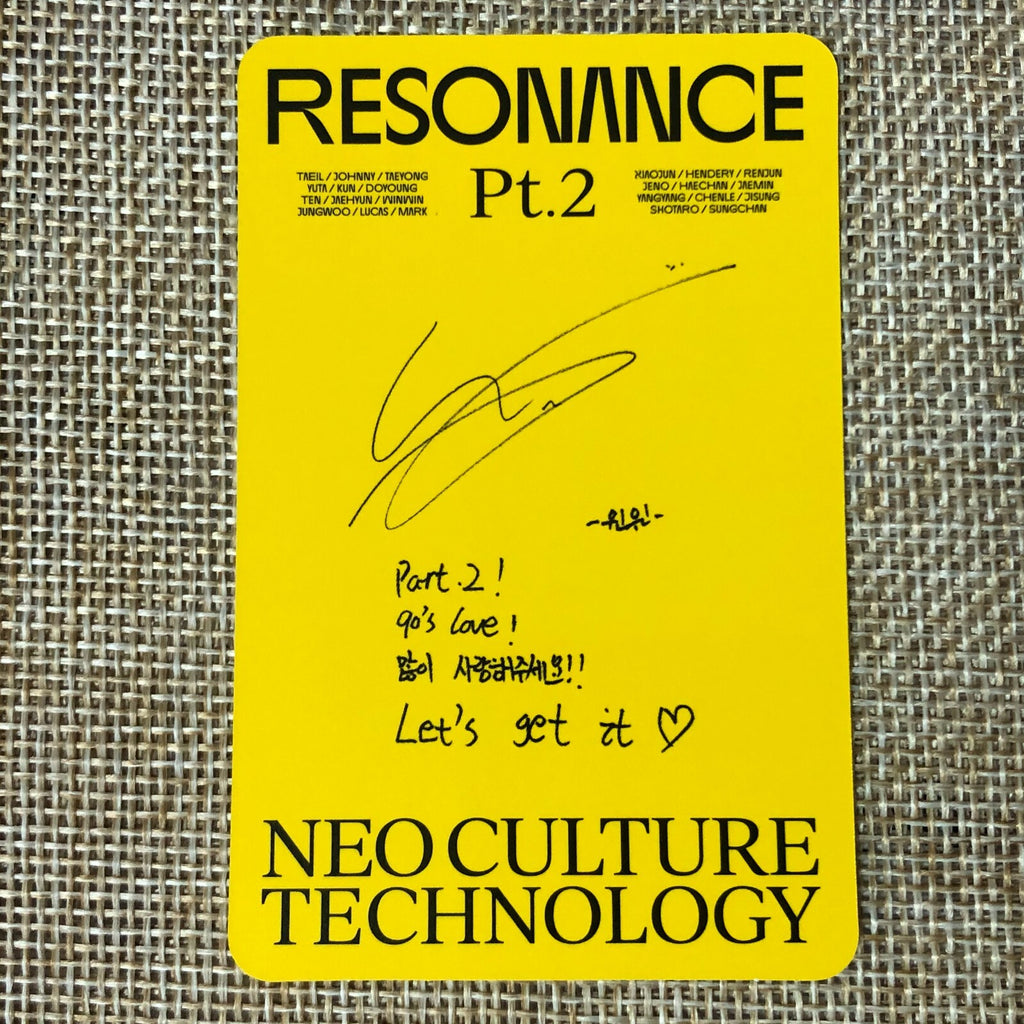 RESONANCE
Pt.2
TAEIL / JOHNNY / TAEYONG
YUTA / KUN / DOYOUNG
TEN / JAEHYUN / WINWIN
JUNGWOO / LUCAS / MARK
XIAOJUN / HENDERY / RENJUN
JENO / HAECHAN / JAEMIN
YANGYANG / CHENLE / JISUNG
SHOTARO / SUNGCHAN
-윈윈-
Part.2!
90's Love!
많이 사랑해주세요!!
Let's get it ♡
NEO CULTURE
TECHNOLOGY